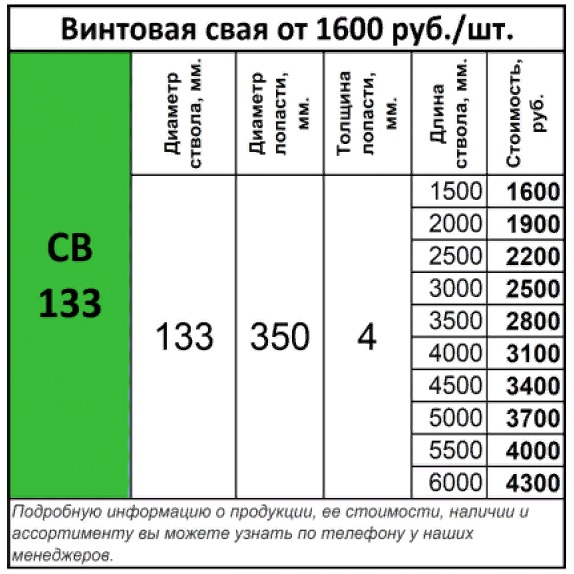 Винтовая свая от 1600 руб./шт.
Диаметр
ствола, мм.
Диаметр
лопасти,
мм.
Толщина
лопасти,
мм.
Длина
ствола, мм.
Стоимость,
руб.
СВ
133
133
350
4
1500 1600
2000 1900
2500 2200
3000 2500
3500 2800
4000 3100
4500 3400
5000 3700
5500 4000
6000 4300
Подробную информацию о продукции, ее стоимости, наличии и
ассортименту вы можете узнать по телефону у наших
менеджеров.